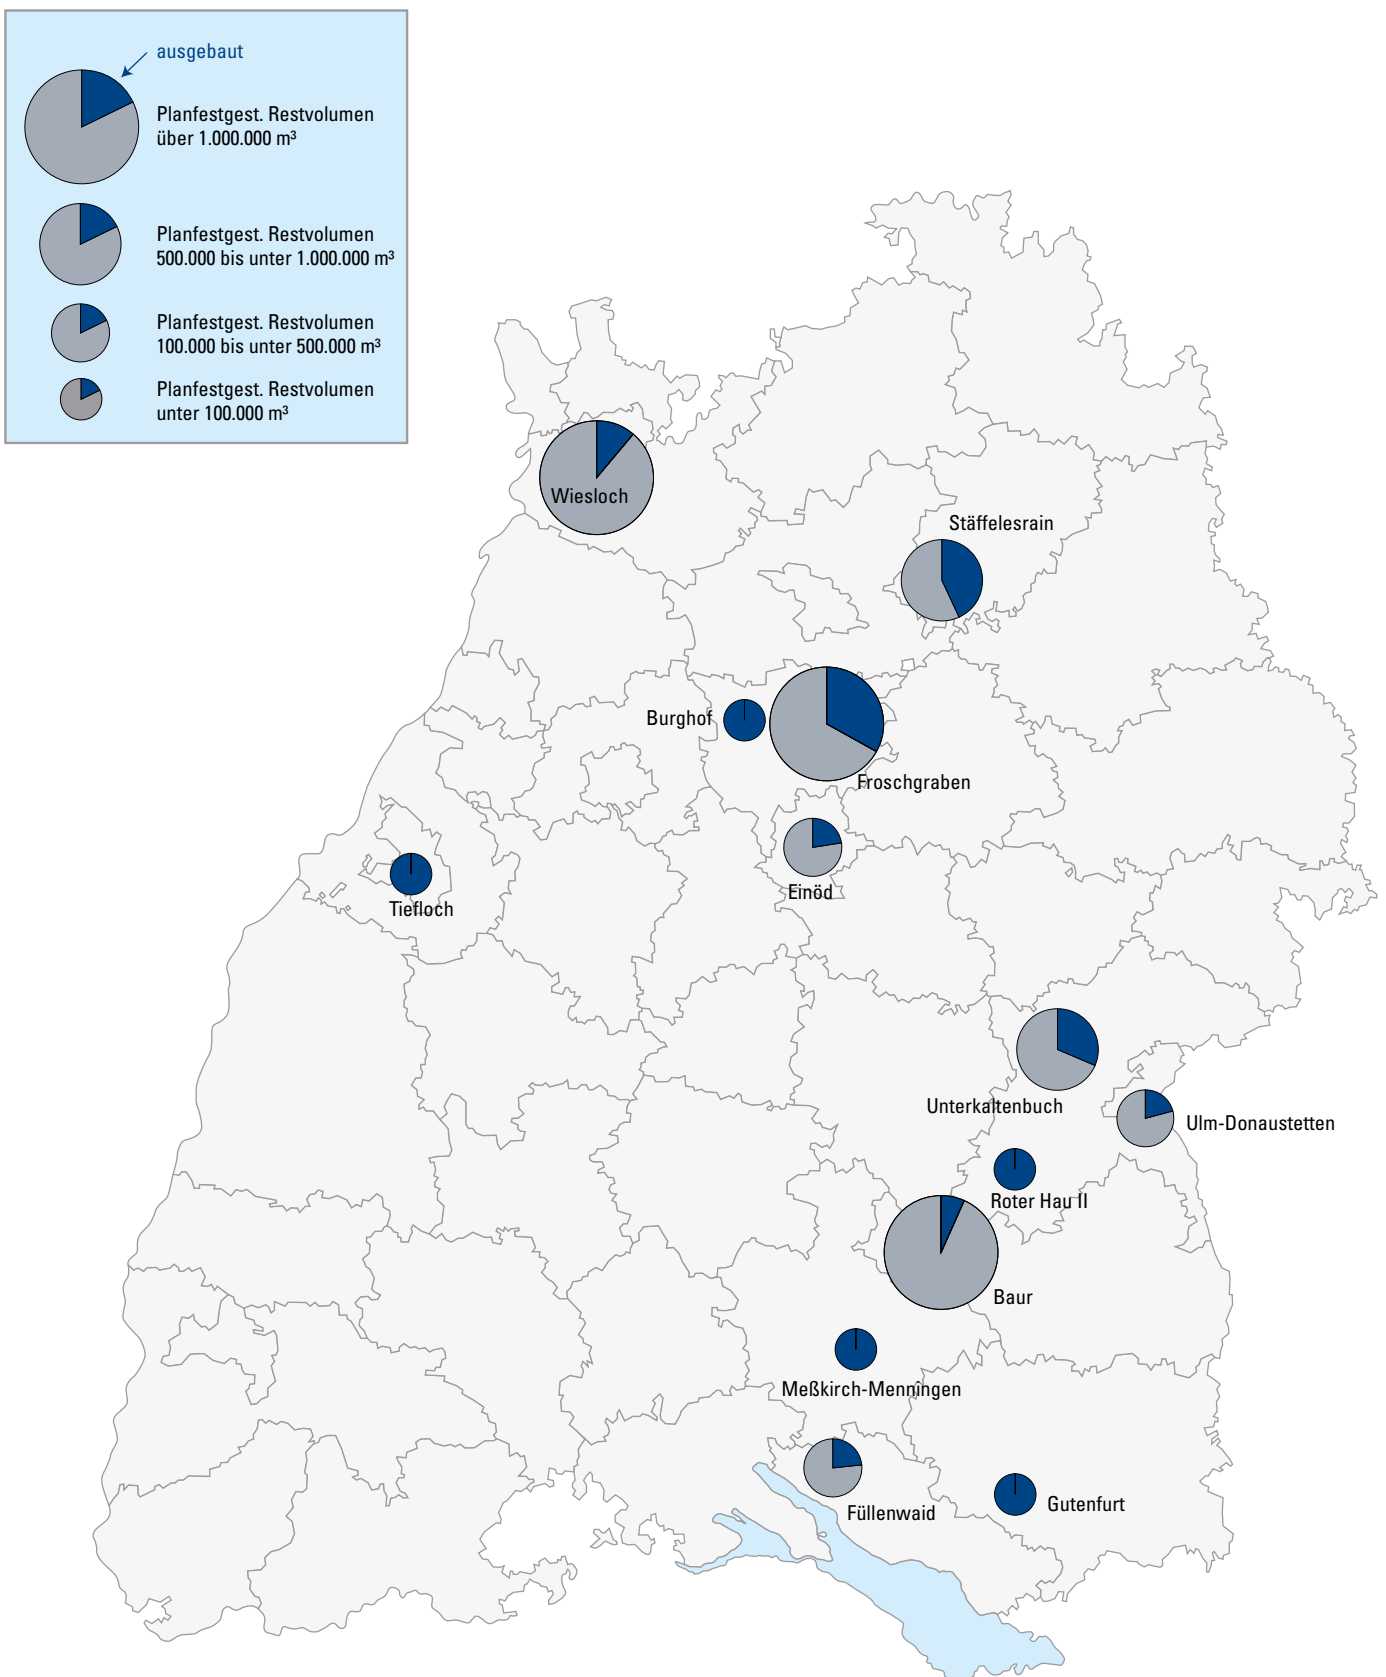 ausgebaut
Planfestgest. Restvolumen
über 1.000.000 m³
Planfestgest. Restvolumen
500.000 bis unter 1.000.000 m³
Planfestgest. Restvolumen
100.000 bis unter 500.000 m³
Planfestgest. Restvolumen
unter 100.000 m³
Wiesloch
Stäffelesrain
Burghof
Froschgraben
Einöd
Tiefloch
Unterkaltenbuch
Ulm-Donaustetten
Roter Hau II
Baur
Meßkirch-Menningen
Füllenwaid
Gutenfurt